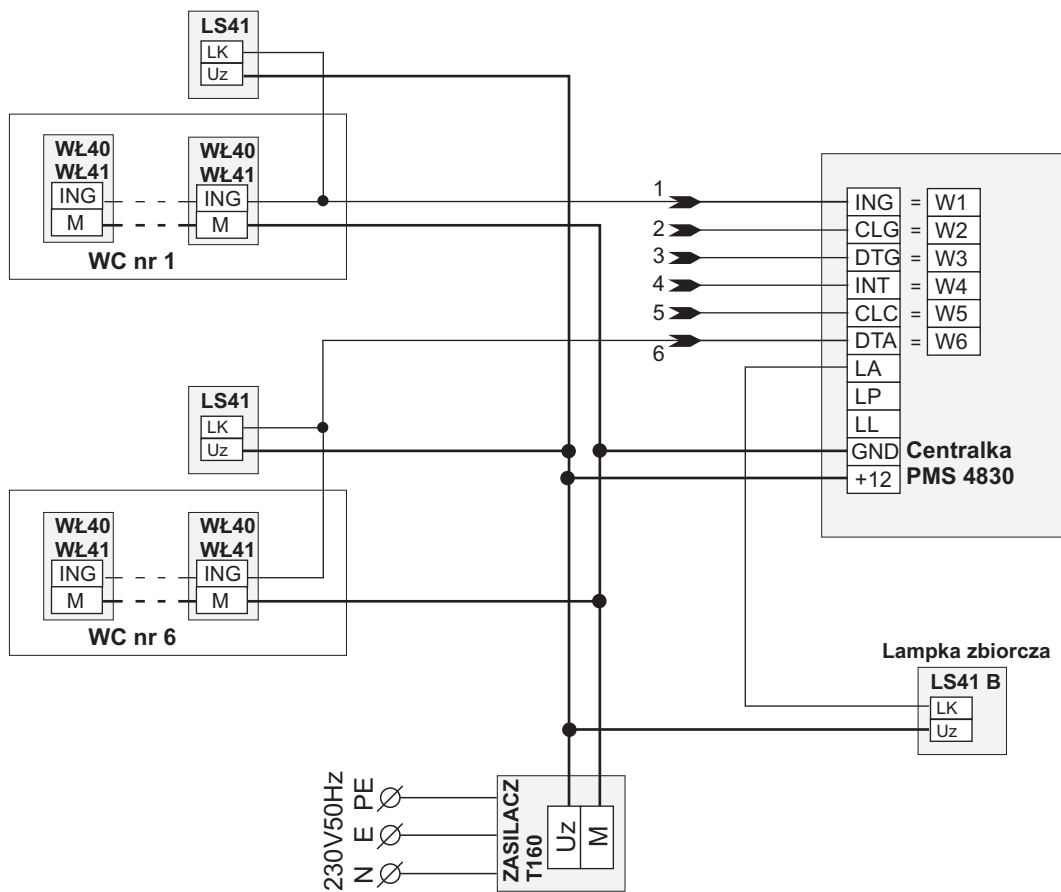 LS41
LK
Uz
WŁ40
WŁ41
ING
M
WŁ40
WŁ41
ING
M
WC nr 1
1
2
3
4
5
6
ING = W1
CLG = W2
DTG = W3
INT = W4
CLC = W5
DTA = W6
LA
LP
LL
GND
+12
Centralka
PMS 4830
LS41
LK
Uz
WŁ40
WŁ41
ING
M
WŁ40
WŁ41
ING
M
WC nr 6
Lampka zbiorcza
LS41 B
LK
Uz
230V50Hz
PE
E
N
ZASILACZ
T160
Uz
M